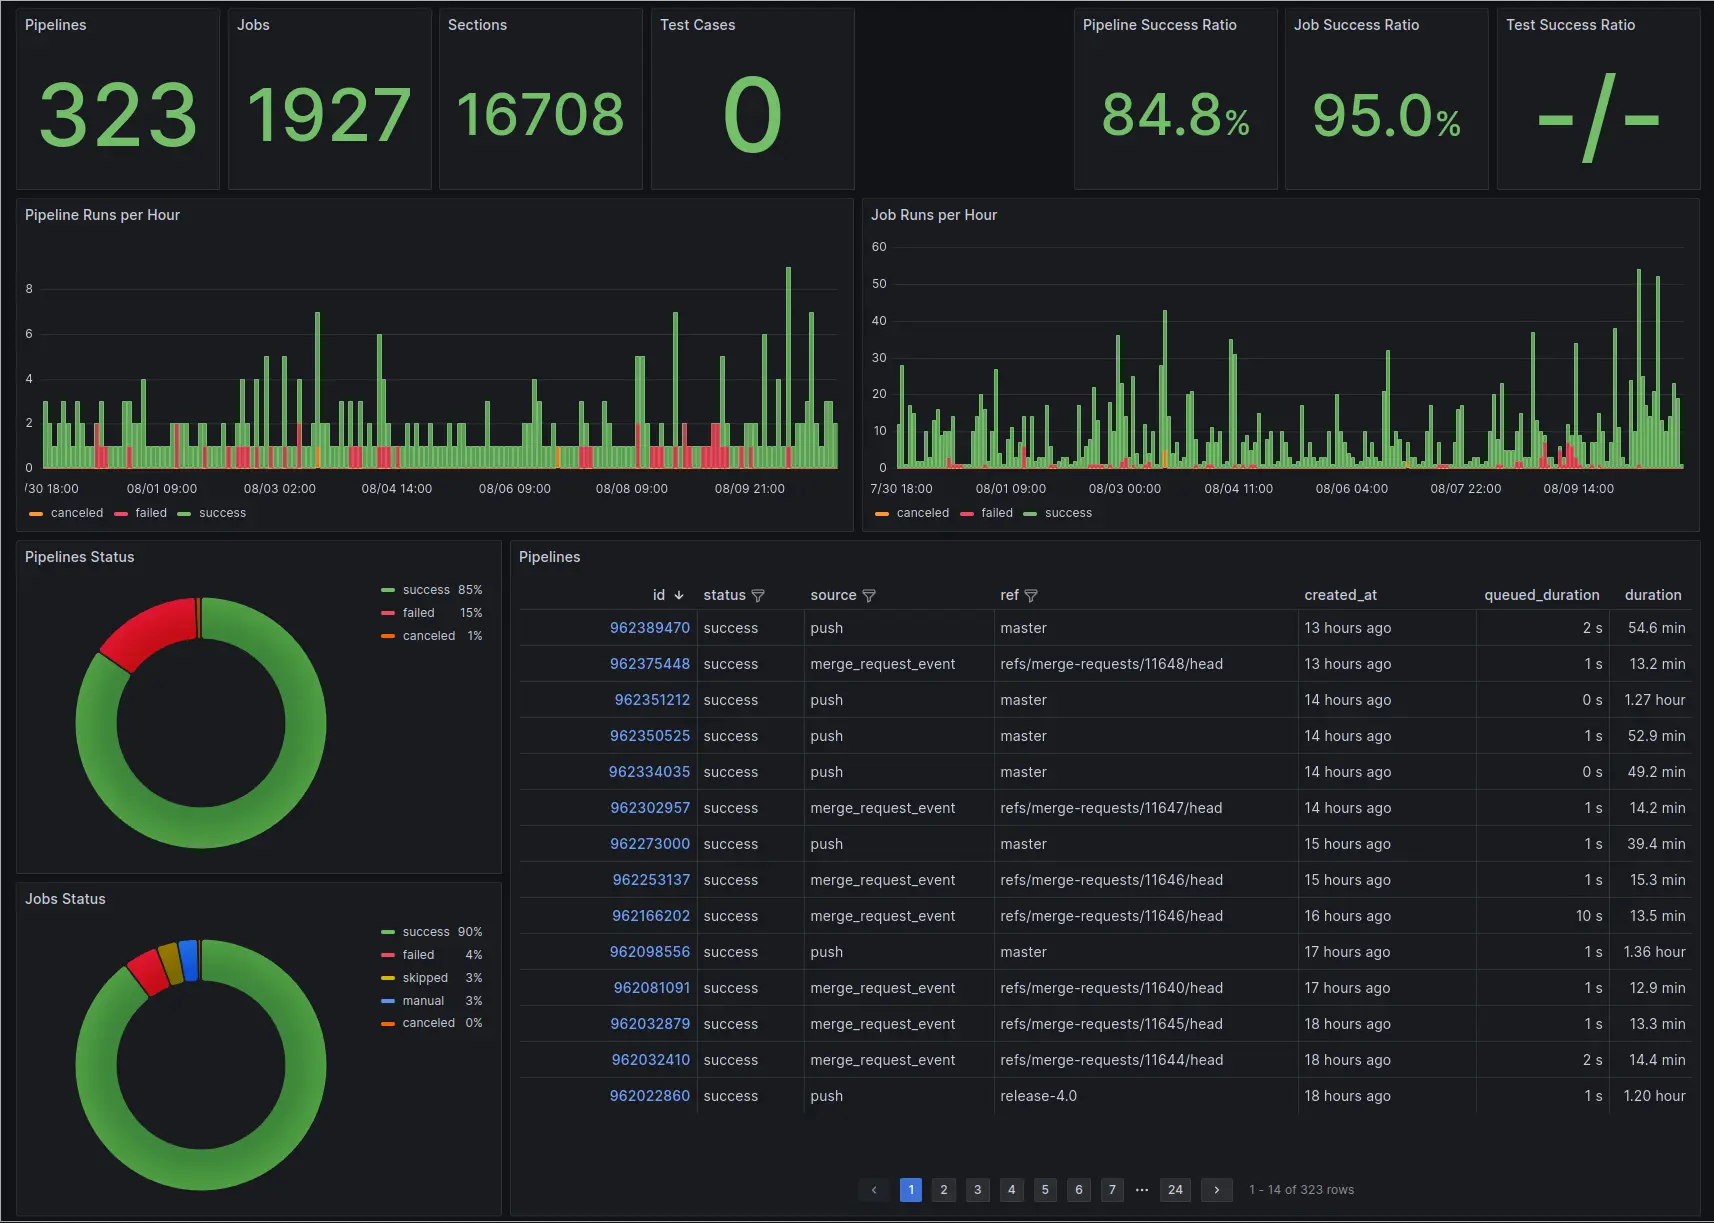 Pipelines
323
Jobs
1927
Sections
16708
Test Cases
0
Pipeline Success Ratio
84.8%
Job Success Ratio
95.0%
Test Success Ratio
-/-
Pipeline Runs per Hour
8
6
4
2
0
/30 18:00 08/01 09:00 08/03 02:00 08/04 14:00 08/06 09:00 08/08 09:00 08/09 21:00
canceled failed success
Job Runs per Hour
60
50
40
30
20
10
0
7/30 18:00 08/01 09:00 08/03 00:00 08/04 11:00 08/06 04:00 08/07 22:00 08/09 14:00
canceled failed success
Pipelines Status
success 85%
failed 15%
canceled 1%
Jobs Status
success 90%
failed 4%
skipped 3%
manual 3%
canceled 0%
Pipelines
id status source ref created_at queued_duration duration
962389470 success push master 13 hours ago 2 s 54.6 min
962375448 success merge_request_event refs/merge-requests/11648/head 13 hours ago 1 s 13.2 min
962351212 success push master 14 hours ago 0 s 1.27 hour
962350525 success push master 14 hours ago 1 s 52.9 min
962334035 success push master 14 hours ago 0 s 49.2 min
962302957 success merge_request_event refs/merge-requests/11647/head 14 hours ago 1 s 14.2 min
962273000 success push master 15 hours ago 1 s 39.4 min
962253137 success merge_request_event refs/merge-requests/11646/head 15 hours ago 1 s 15.3 min
962166202 success merge_request_event refs/merge-requests/11646/head 16 hours ago 10 s 13.5 min
962098556 success push master 17 hours ago 1 s 1.36 hour
962081091 success merge_request_event refs/merge-requests/11640/head 17 hours ago 1 s 12.9 min
962032879 success merge_request_event refs/merge-requests/11645/head 18 hours ago 1 s 13.3 min
962032410 success merge_request_event refs/merge-requests/11644/head 18 hours ago 2 s 14.4 min
962022860 success push release-4.0 18 hours ago 1 s 1.20 hour
‹ 1 2 3 4 5 6 7 ••• 24 › 1 - 14 of 323 rows